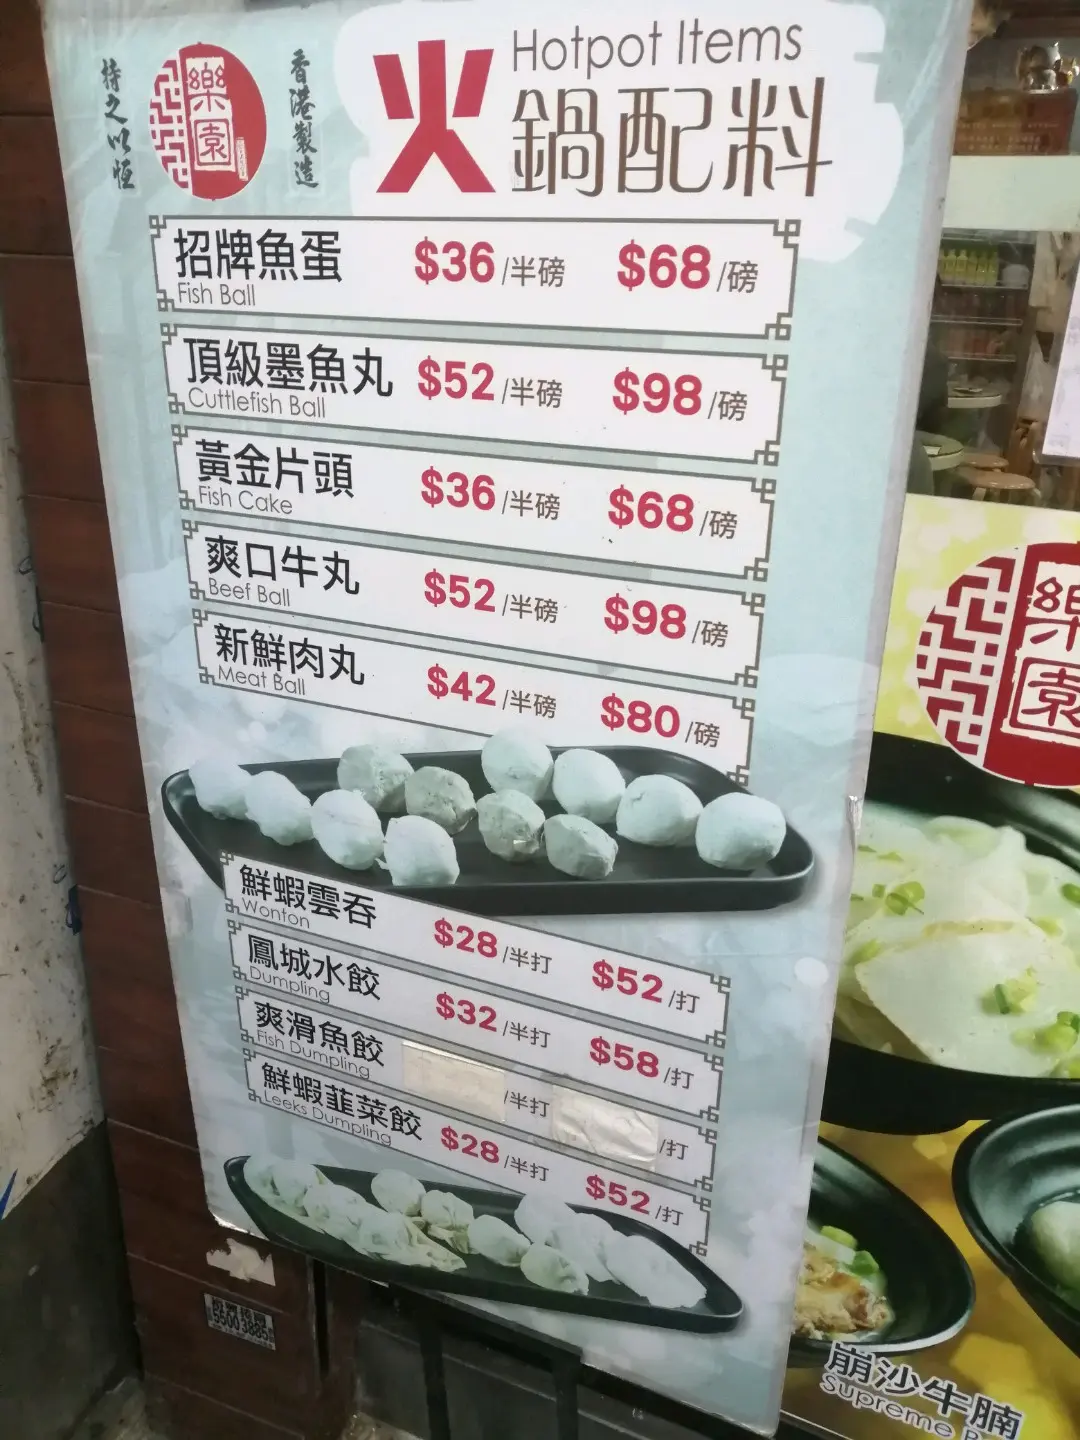 持之以恆
樂園
香港製造
Hotpot Items
火鍋配料
招牌魚蛋 $36/半磅 $68/磅
Fish Ball
頂級墨魚丸 $52/半磅 $98/磅
Cuttlefish Ball
黃金片頭 $36/半磅 $68/磅
Fish Cake
爽口牛丸 $52/半磅 $98/磅
Beef Ball
新鮮肉丸 $42/半磅 $80/磅
Meat Ball
鮮蝦雲吞 $28/半打 $52/打
Wonton
鳳城水餃 $32/半打 $58/打
Dumpling
爽滑魚餃 /半打 /打
Fish Dumpling
鮮蝦韮菜餃 $28/半打 $52/打
Leeks Dumpling
樂園
崩沙牛腩
Supreme